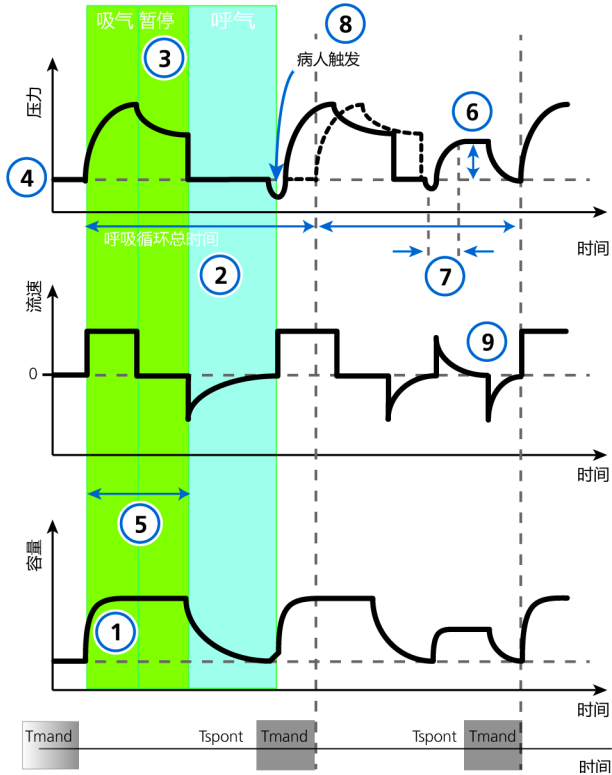 吸气 暂停 呼气
8
病人触发
3
压力
6
4
时间
呼吸循环总时间
2
7
流速
9
0
时间
5
容量
1
时间
Tmand Tspont Tmand Tspont Tmand
时间